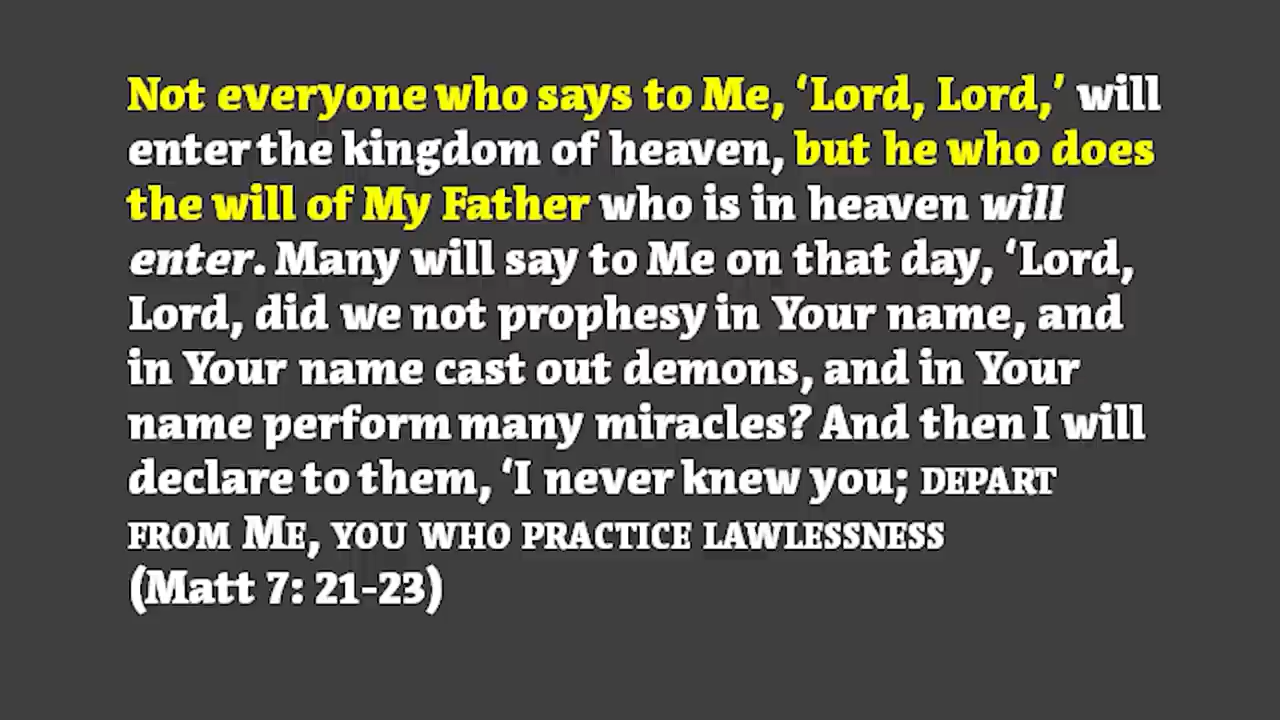 Not everyone who says to Me, ‘Lord, Lord,’ will
enter the kingdom of heaven, but he who does
the will of My Father who is in heaven will
enter. Many will say to Me on that day, ‘Lord,
Lord, did we not prophesy in Your name, and
in Your name cast out demons, and in Your
name perform many miracles? And then I will
declare to them, ‘I never knew you; DEPART
FROM ME, YOU WHO PRACTICE LAWLESSNESS
(Matt 7: 21-23)